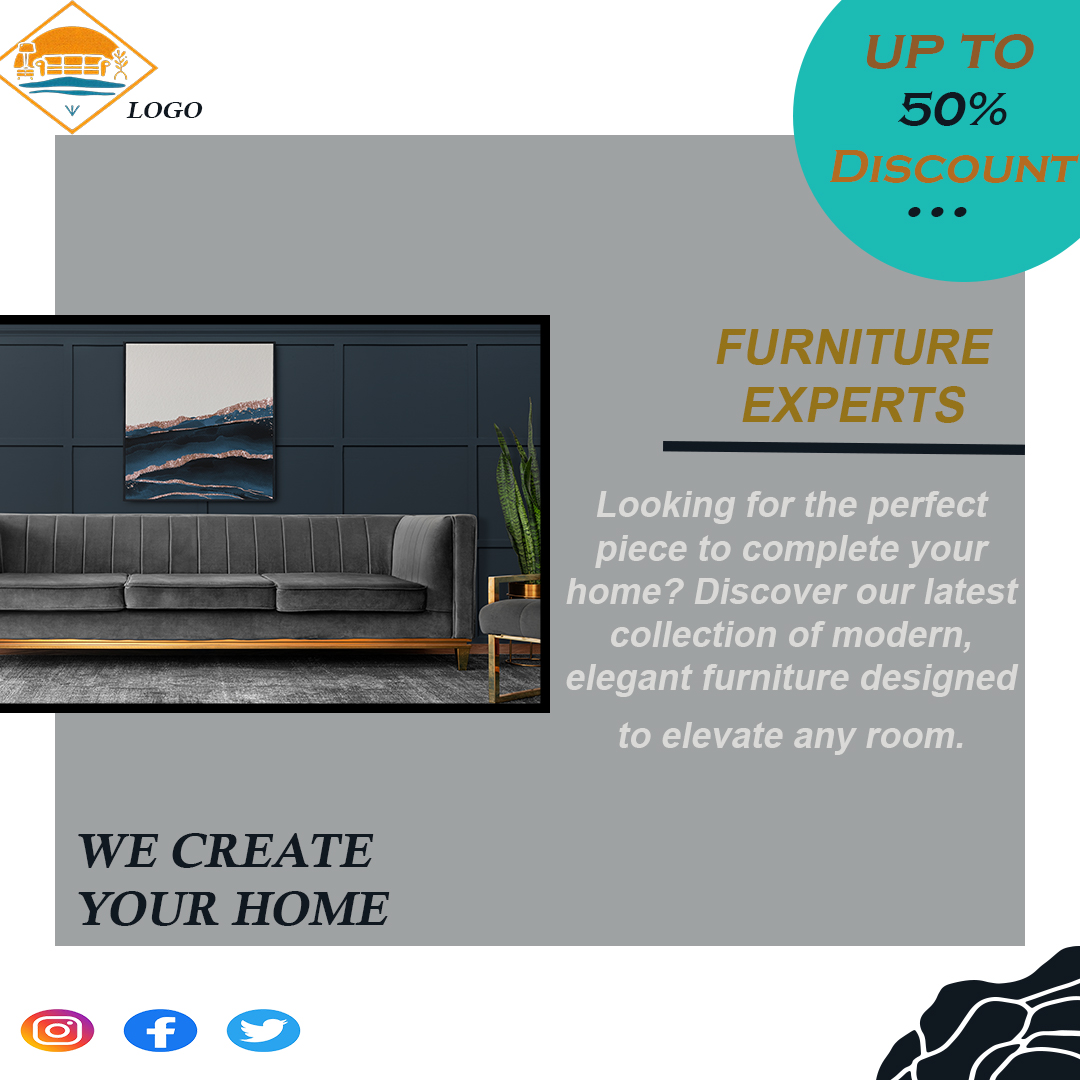 LOGO
UP TO
50%
DISCOUNT
...
FURNITURE
EXPERTS
Looking for the perfect
piece to complete your
home? Discover our latest
collection of modern,
elegant furniture designed
to elevate any room.
WE CREATE
YOUR HOME